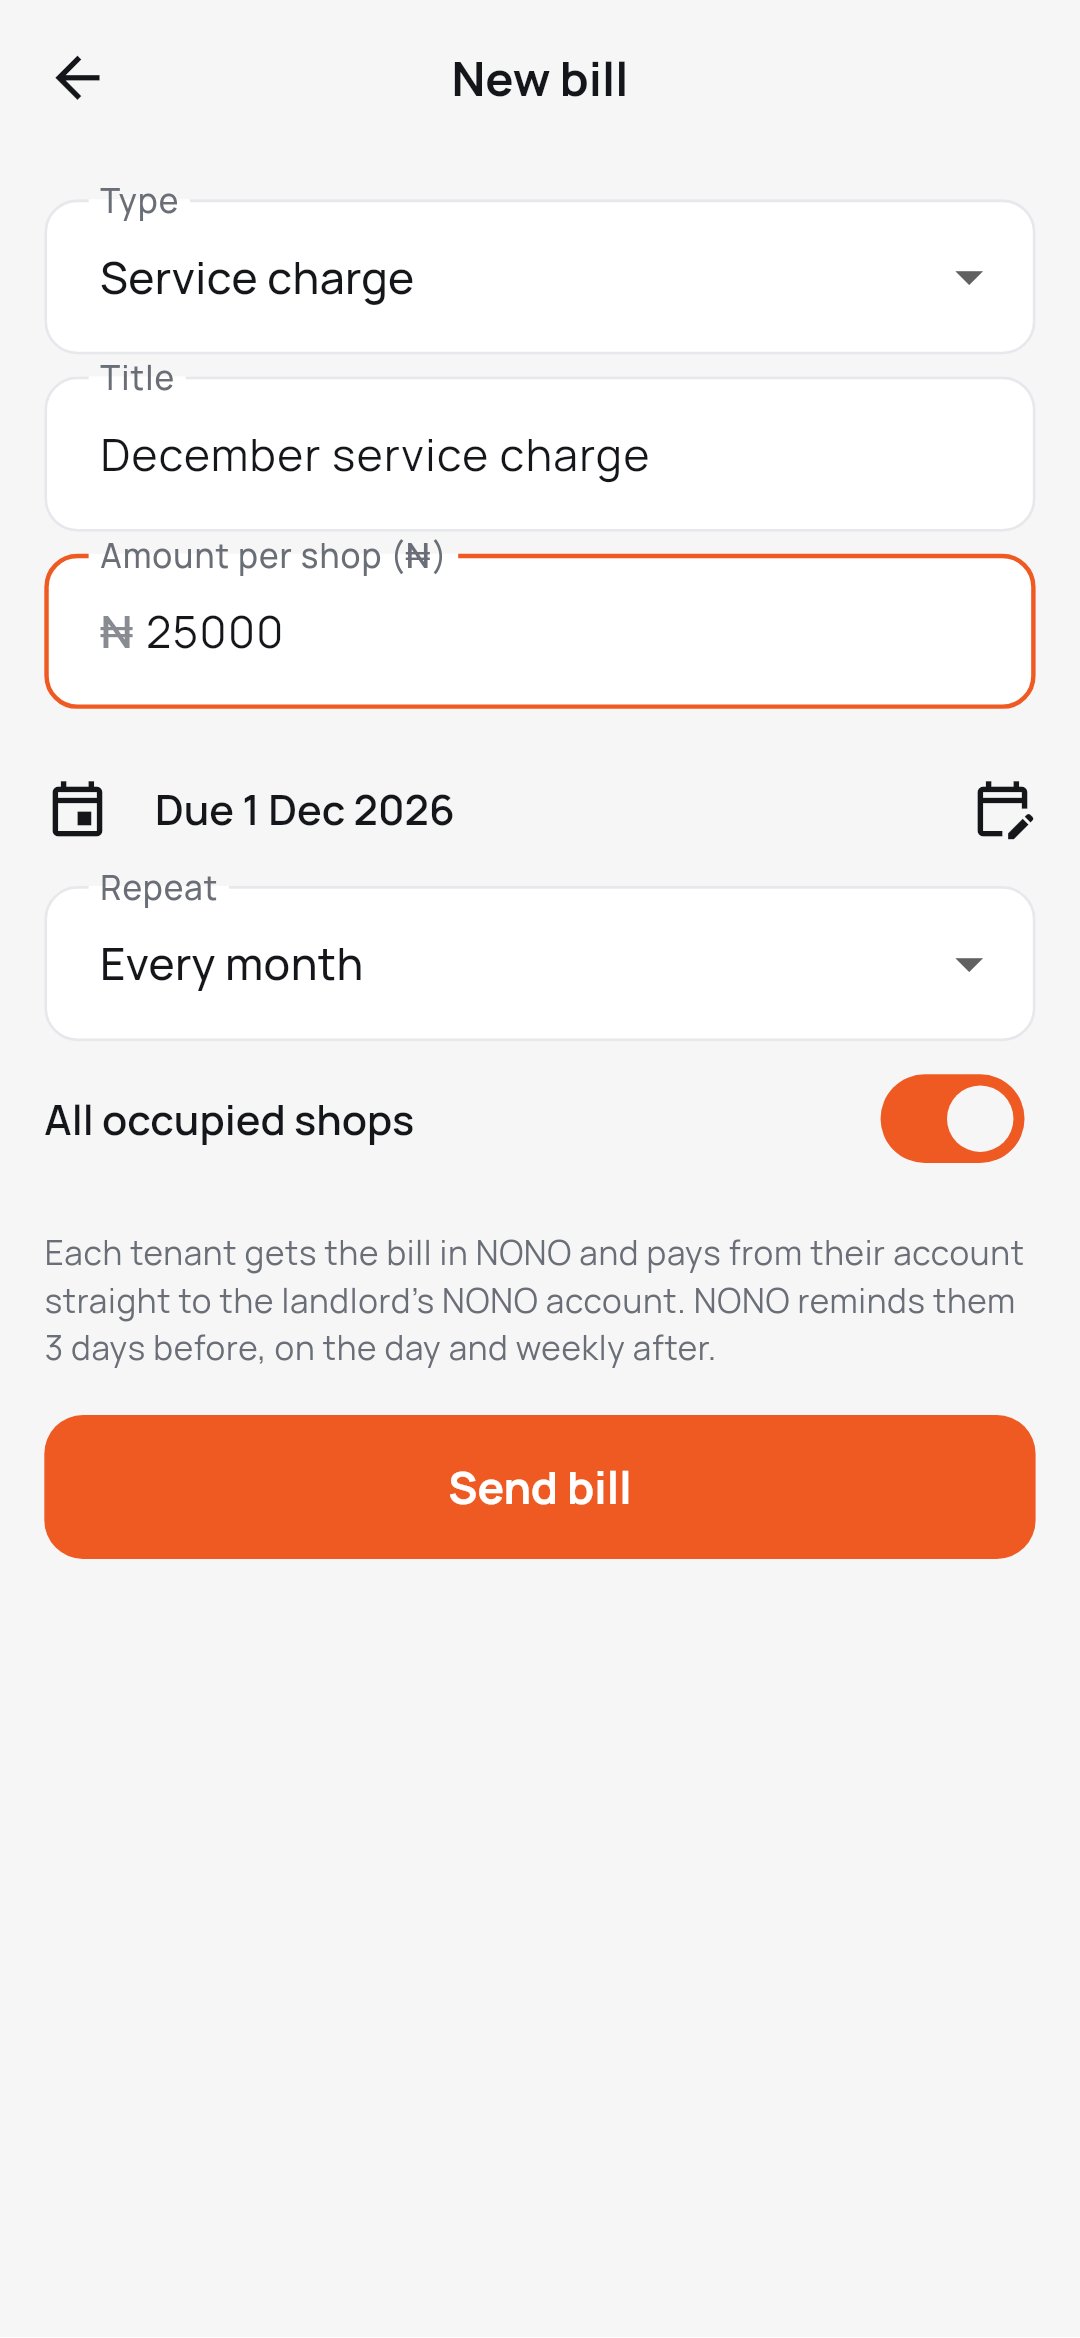 New bill
Type
Service charge
Title
December service charge
Amount per shop (₦)
₦ 25000
Due 1 Dec 2026
Repeat
Every month
All occupied shops
Each tenant gets the bill in NONO and pays from their account
straight to the landlord’s NONO account. NONO reminds them
3 days before, on the day and weekly after.
Send bill